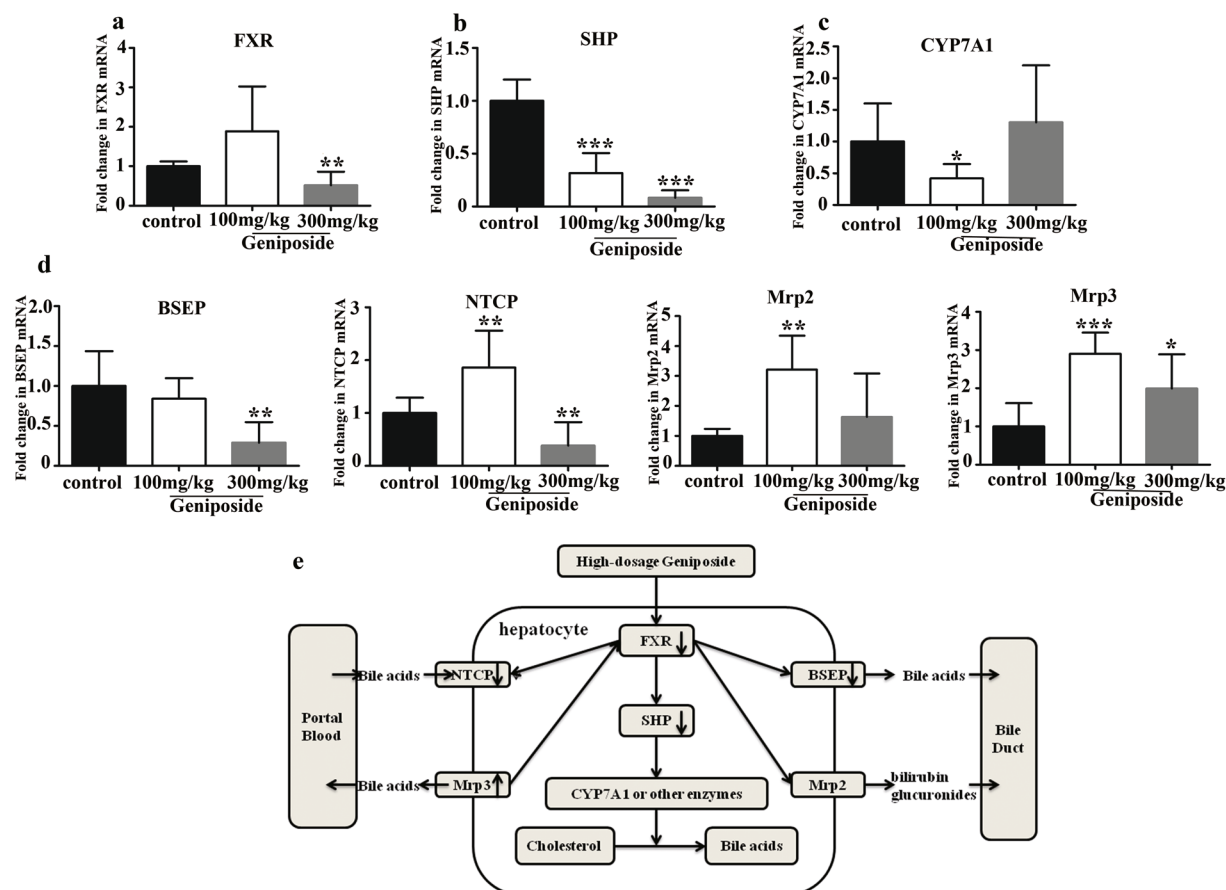 a
FXR
Fold change in FXR mRNA
4
3
2
1
0
**
control
100mg/kg
300mg/kg
Geniposide
b
SHP
Fold change in SHP mRNA
1.5
1.0
0.5
0
***
***
control
100mg/kg
300mg/kg
Geniposide
c
CYP7A1
Fold change in CYP7A1 mRNA
2.5
2.0
1.5
1.0
0.5
0
*
control
100mg/kg
300mg/kg
Geniposide
d
BSEP
Fold change in BSEP mRNA
2.0
1.5
1.0
0.5
0
**
control
100mg/kg
300mg/kg
Geniposide
NTCP
Fold change in NTCP mRNA
3
2
1
0
**
**
control
100mg/kg
300mg/kg
Geniposide
Mrp2
Fold change in Mrp2 mRNA
5
4
3
2
1
0
**
control
100mg/kg
300mg/kg
Geniposide
Mrp3
Fold change in Mrp3 mRNA
4
3
2
1
0
***
*
control
100mg/kg
300mg/kg
Geniposide
e
High-dosage Geniposide
hepatocyte
FXR
Bile acids
NTCP
BSEP
Bile acids
Portal
Blood
SHP
Bile
Duct
Bile acids
Mrp3
CYP7A1 or other enzymes
Mrp2
bilirubin
glucuronides
Cholesterol
Bile acids